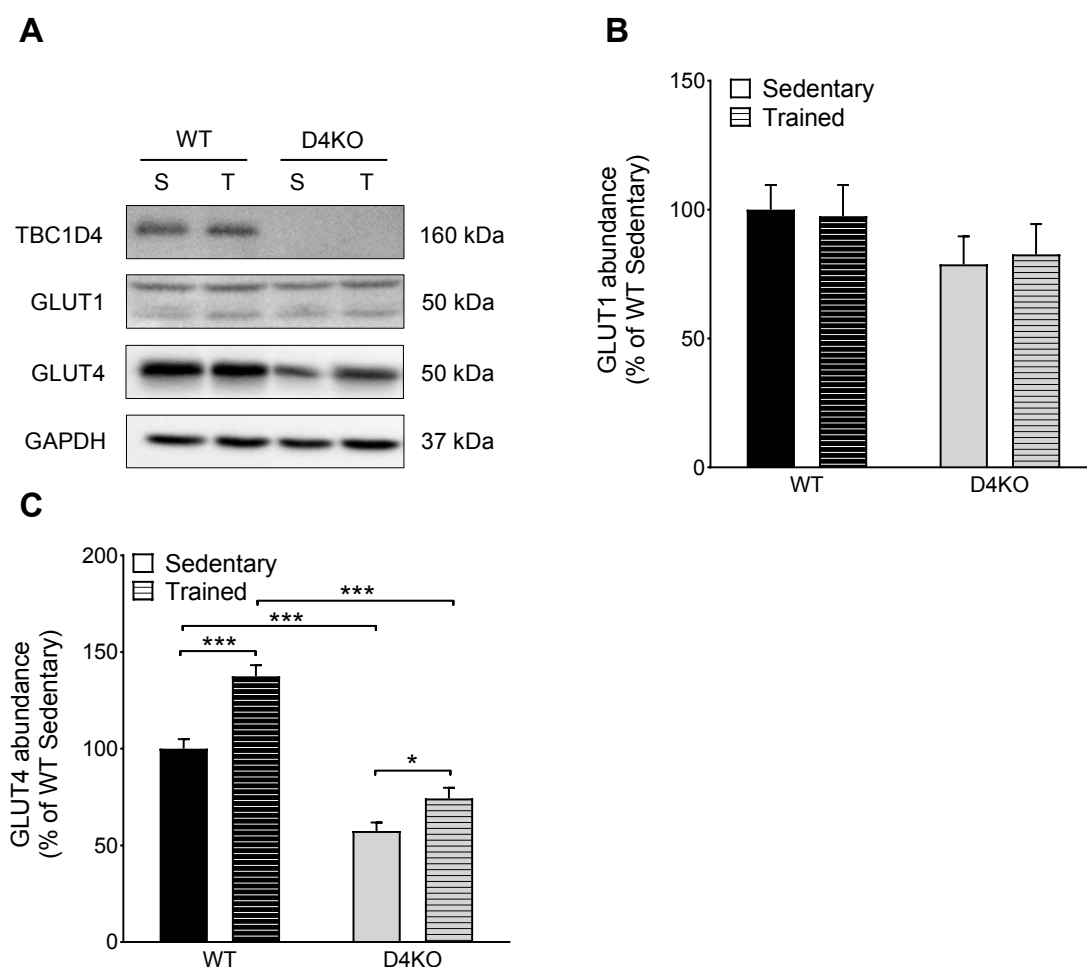 A
WT D4KO
S T S T
TBC1D4 160 kDa
GLUT1 50 kDa
GLUT4 50 kDa
GAPDH 37 kDa
B
Sedentary
Trained
GLUT1 abundance
(% of WT Sedentary)
150
100
50
0
WT D4KO
C
Sedentary
Trained
GLUT4 abundance
(% of WT Sedentary)
200
150
100
50
0
***
***
***
*
WT D4KO